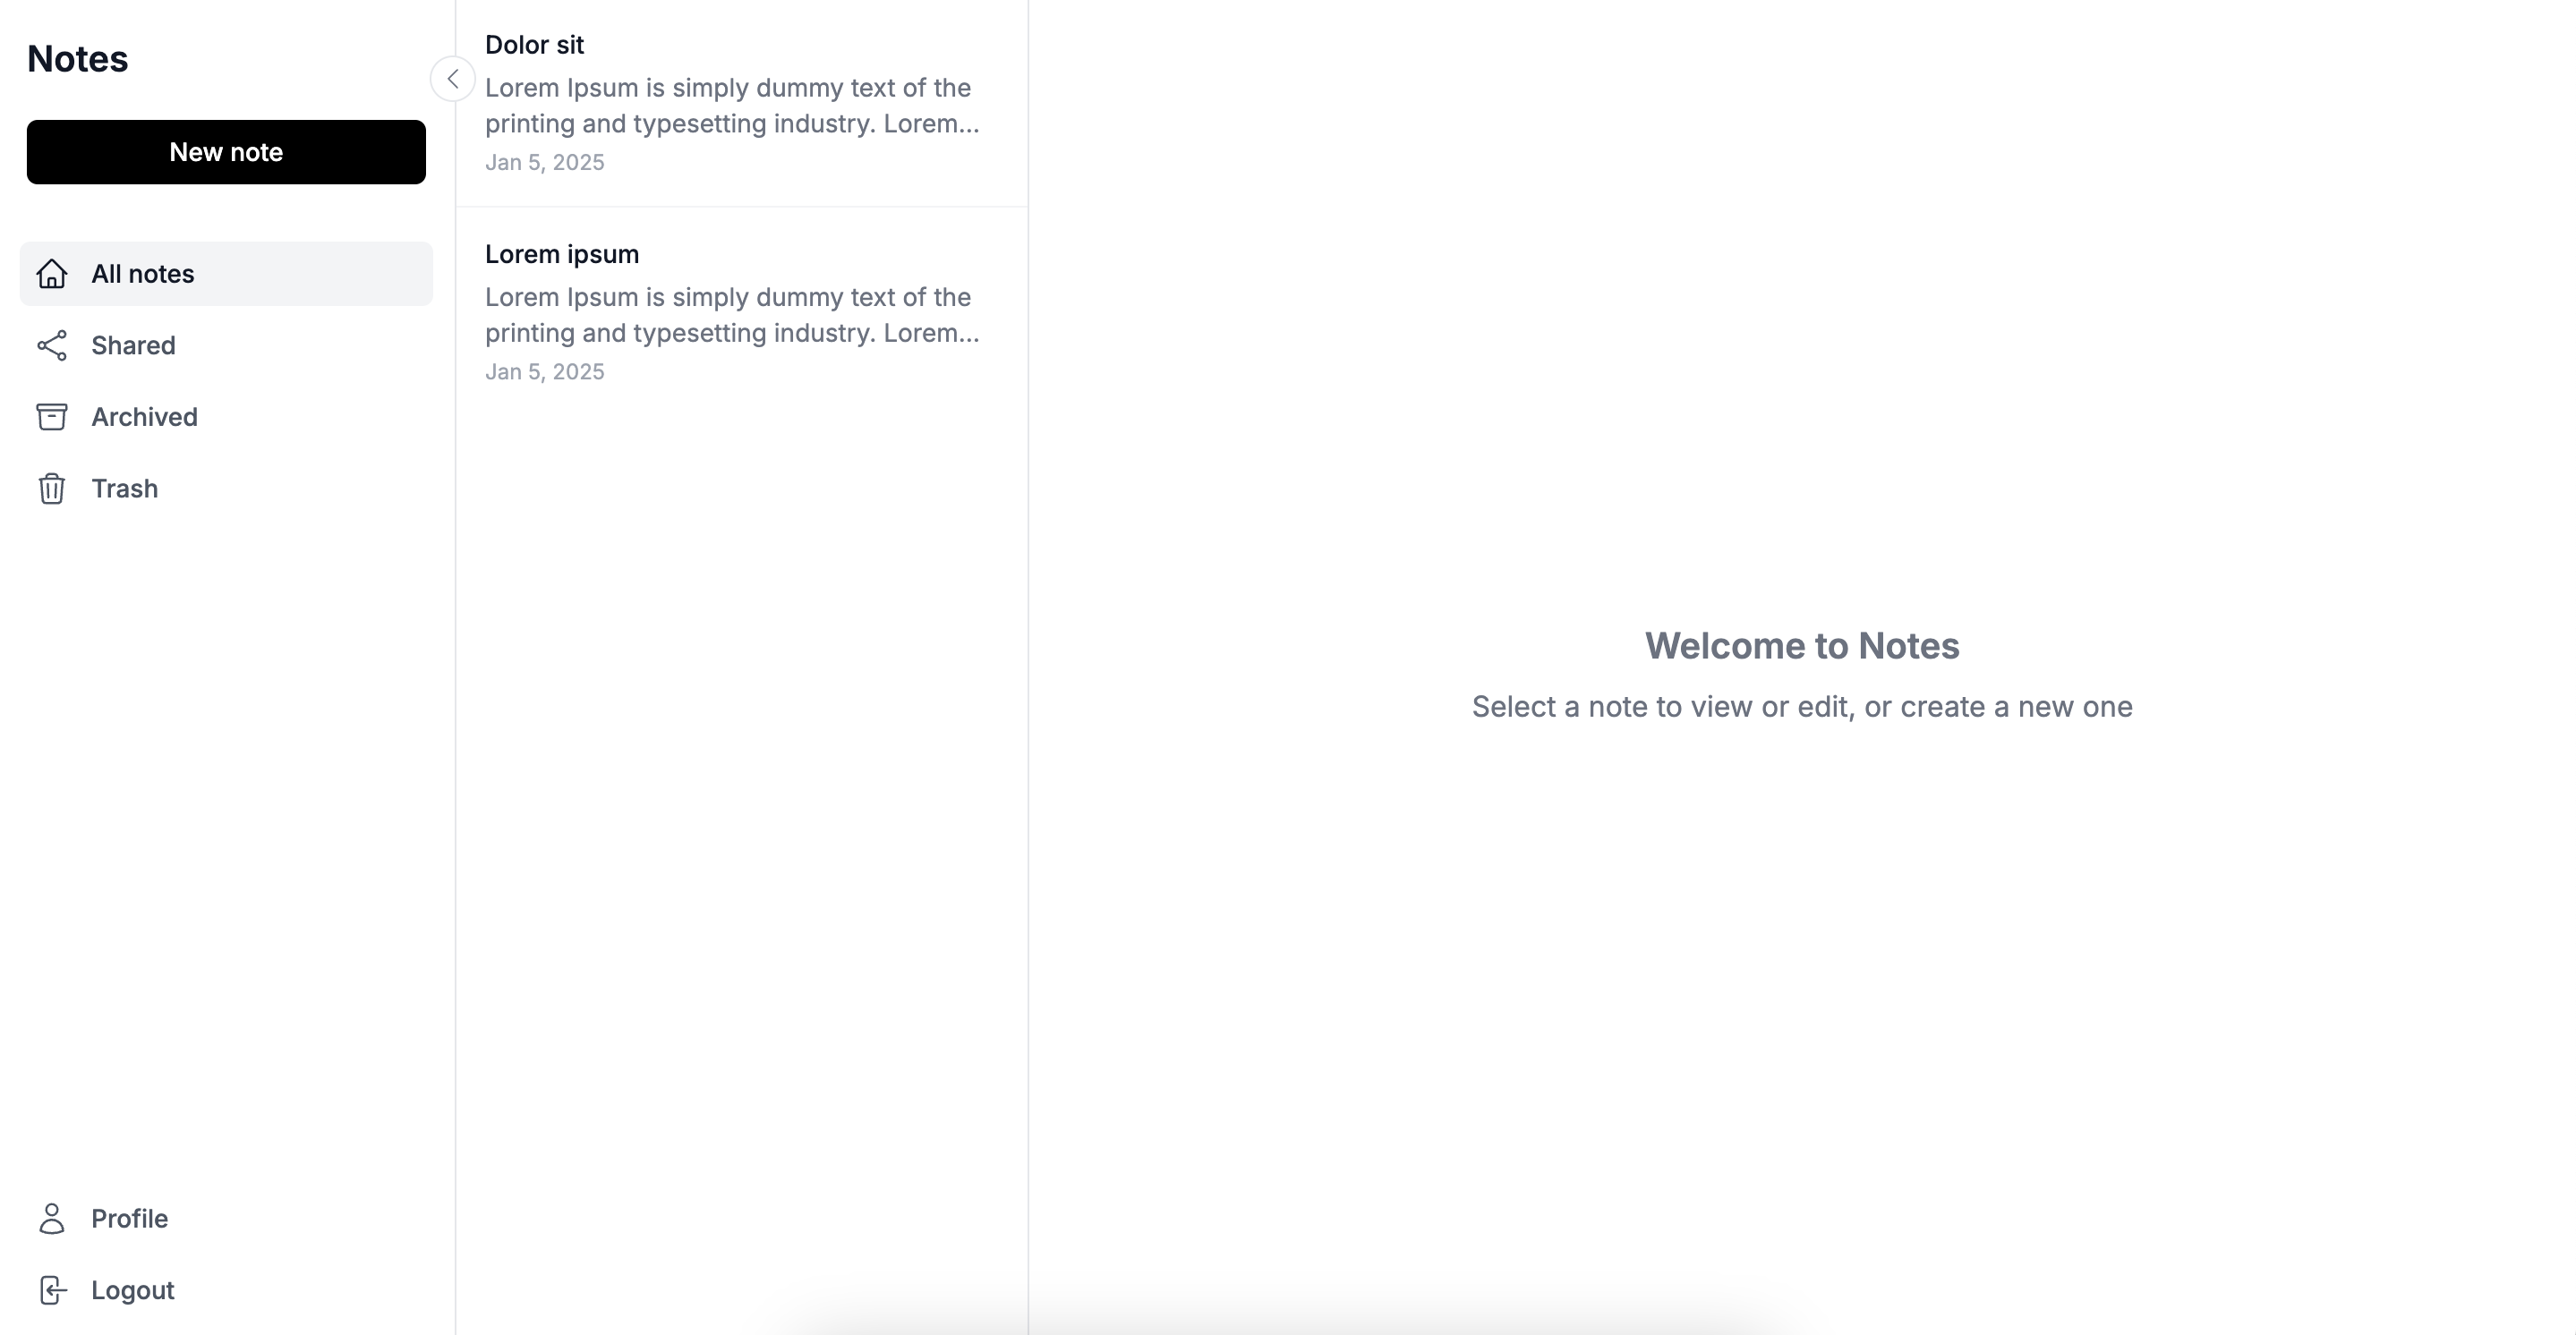 Notes
New note
All notes
Shared
Archived
Trash
Profile
Logout
Dolor sit
Lorem Ipsum is simply dummy text of the
printing and typesetting industry. Lorem...
Jan 5, 2025
Lorem ipsum
Lorem Ipsum is simply dummy text of the
printing and typesetting industry. Lorem...
Jan 5, 2025
Welcome to Notes
Select a note to view or edit, or create a new one